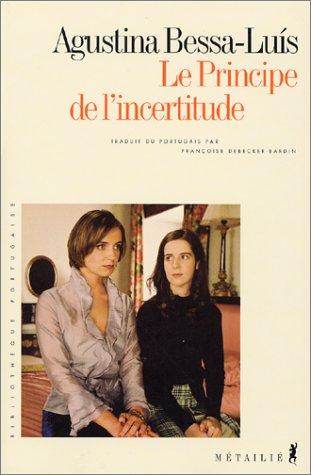 Agustina Bessa-Luís
Le Principe
de l'incertitude
TRADUIT DU PORTUGAIS PAR
FRANÇOISE DEBECKER-BARDIN
BIBLIOTHÈQUE PORTUGAISE
MÉTAILIÉ